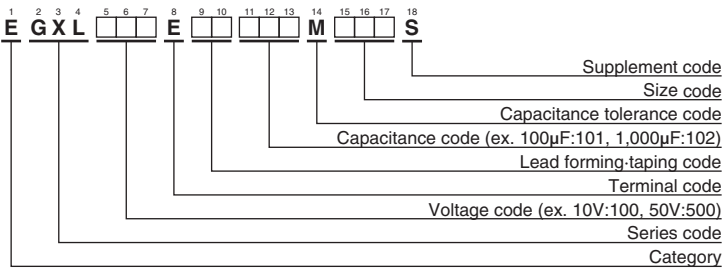 1 2 3 4 5 6 7 8 9 10 11 12 13 14 15 16 17 18
E G X L E M S
Supplement code
Size code
Capacitance tolerance code
Capacitance code (ex. 100μF:101, 1,000μF:102)
Lead forming·taping code
Terminal code
Voltage code (ex. 10V:100, 50V:500)
Series code
Category